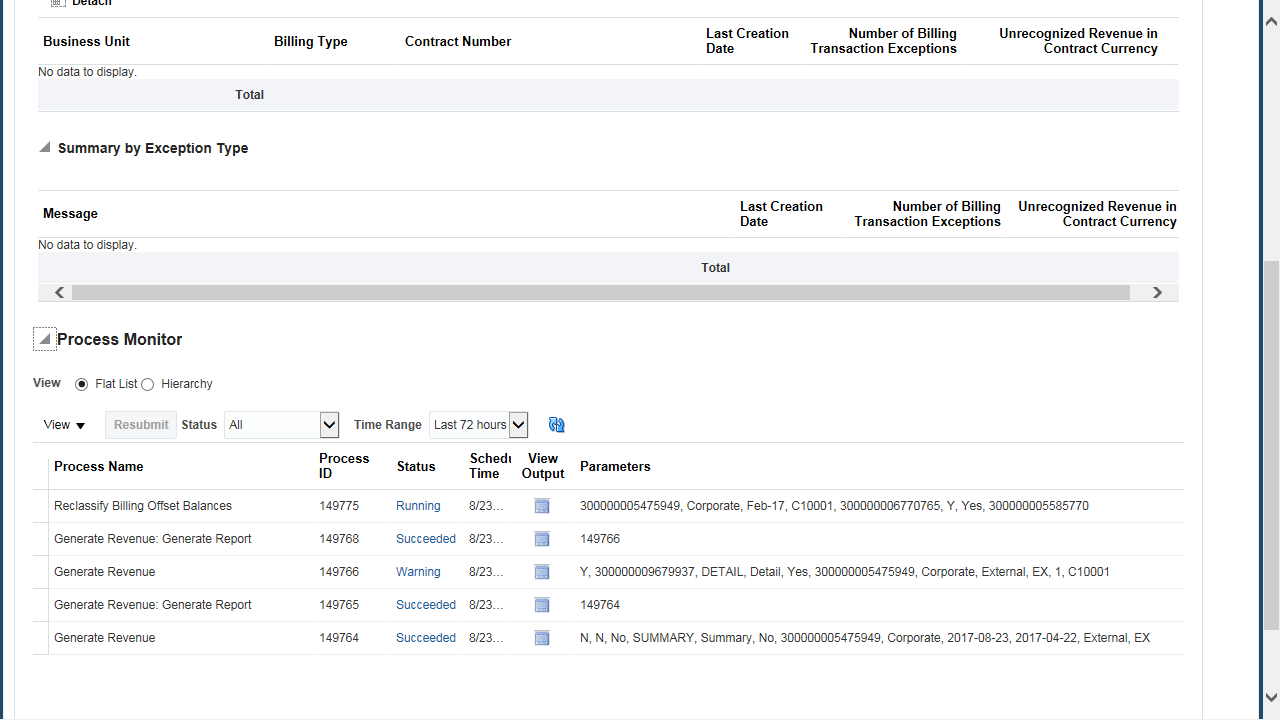 Detach
Business Unit Billing Type Contract Number Last Creation Date Number of Billing Transaction Exceptions Unrecognized Revenue in Contract Currency
No data to display.
Total
Summary by Exception Type
Message Last Creation Date Number of Billing Transaction Exceptions Unrecognized Revenue in Contract Currency
No data to display.
Total
Process Monitor
View Flat List Hierarchy
View Resubmit Status All Time Range Last 72 hours
Process Name Process ID Status Schedu Time View Output Parameters
Reclassify Billing Offset Balances 149775 Running 8/23... 300000005475949, Corporate, Feb-17, C10001, 300000006770765, Y, Yes, 300000005585770
Generate Revenue: Generate Report 149768 Succeeded 8/23... 149766
Generate Revenue 149766 Warning 8/23... Y, 300000009679937, DETAIL, Detail, Yes, 300000005475949, Corporate, External, EX, 1, C10001
Generate Revenue: Generate Report 149765 Succeeded 8/23... 149764
Generate Revenue 149764 Succeeded 8/23... N, N, No, SUMMARY, Summary, No, 300000005475949, Corporate, 2017-08-23, 2017-04-22, External, EX